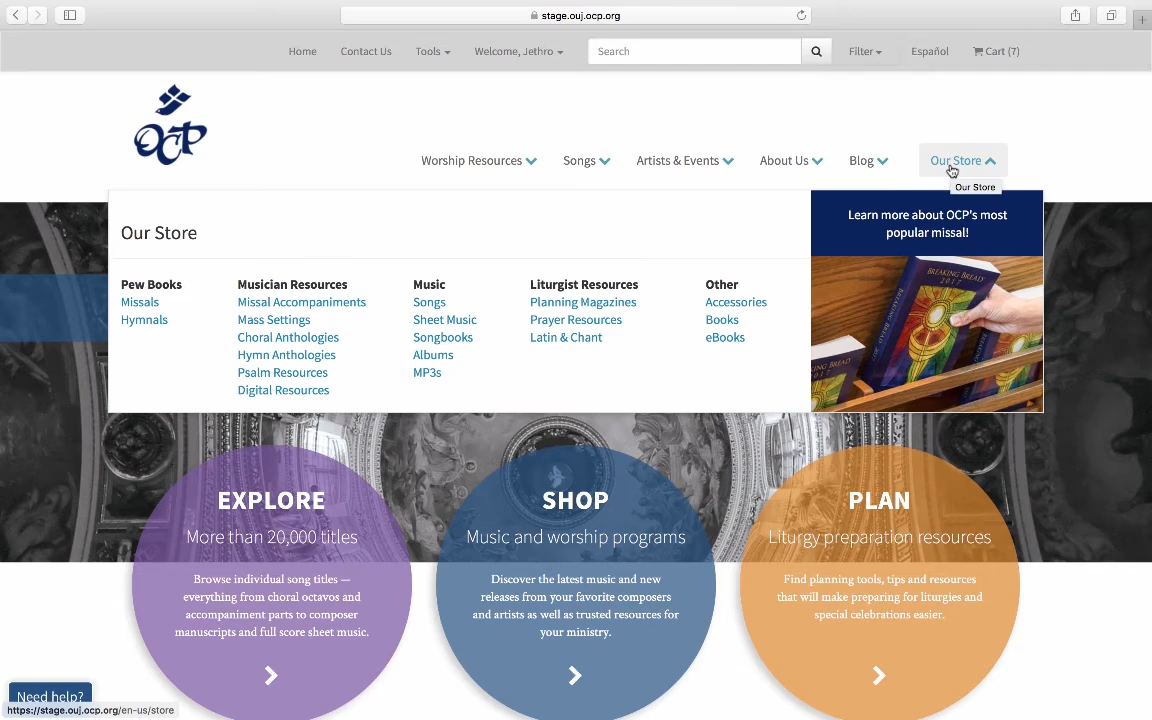 stage.ouj.ocp.org
Home Contact Us Tools Welcome, Jethro Search Filter Español Cart (7)
OCP
Worship Resources Songs Artists & Events About Us Blog Our Store
Our Store
Our Store
Learn more about OCP's most
popular missal!
Pew Books
Missals
Hymnals
Musician Resources
Missal Accompaniments
Mass Settings
Choral Anthologies
Hymn Anthologies
Psalm Resources
Digital Resources
Music
Songs
Sheet Music
Songbooks
Albums
MP3s
Liturgist Resources
Planning Magazines
Prayer Resources
Latin & Chant
Other
Accessories
Books
eBooks
BREAKING BREAD
2017
EXPLORE
More than 20,000 titles
Browse individual song titles —
everything from choral octavos and
accompaniment parts to composer
manuscripts and full score sheet music.
SHOP
Music and worship programs
Discover the latest music and new
releases from your favorite composers
and artists as well as trusted resources for
your ministry.
PLAN
Liturgy preparation resources
Find planning tools, tips and resources
that will make preparing for liturgies and
special celebrations easier.
Need help?
https://stage.ouj.ocp.org/en-us/store